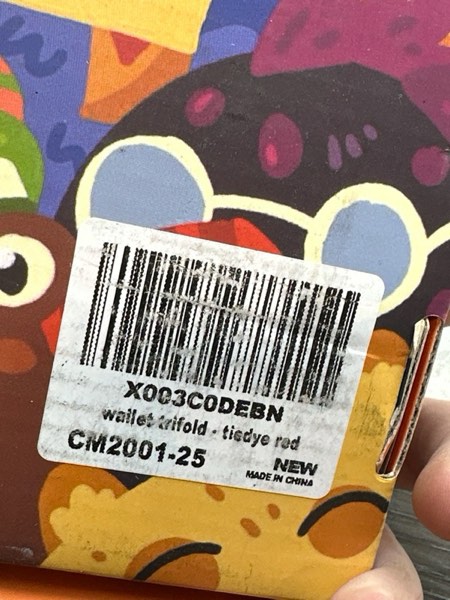 X003C0DEBN
wallet trifold - tiedye red
CM2001-25
NEW
MADE IN CHINA